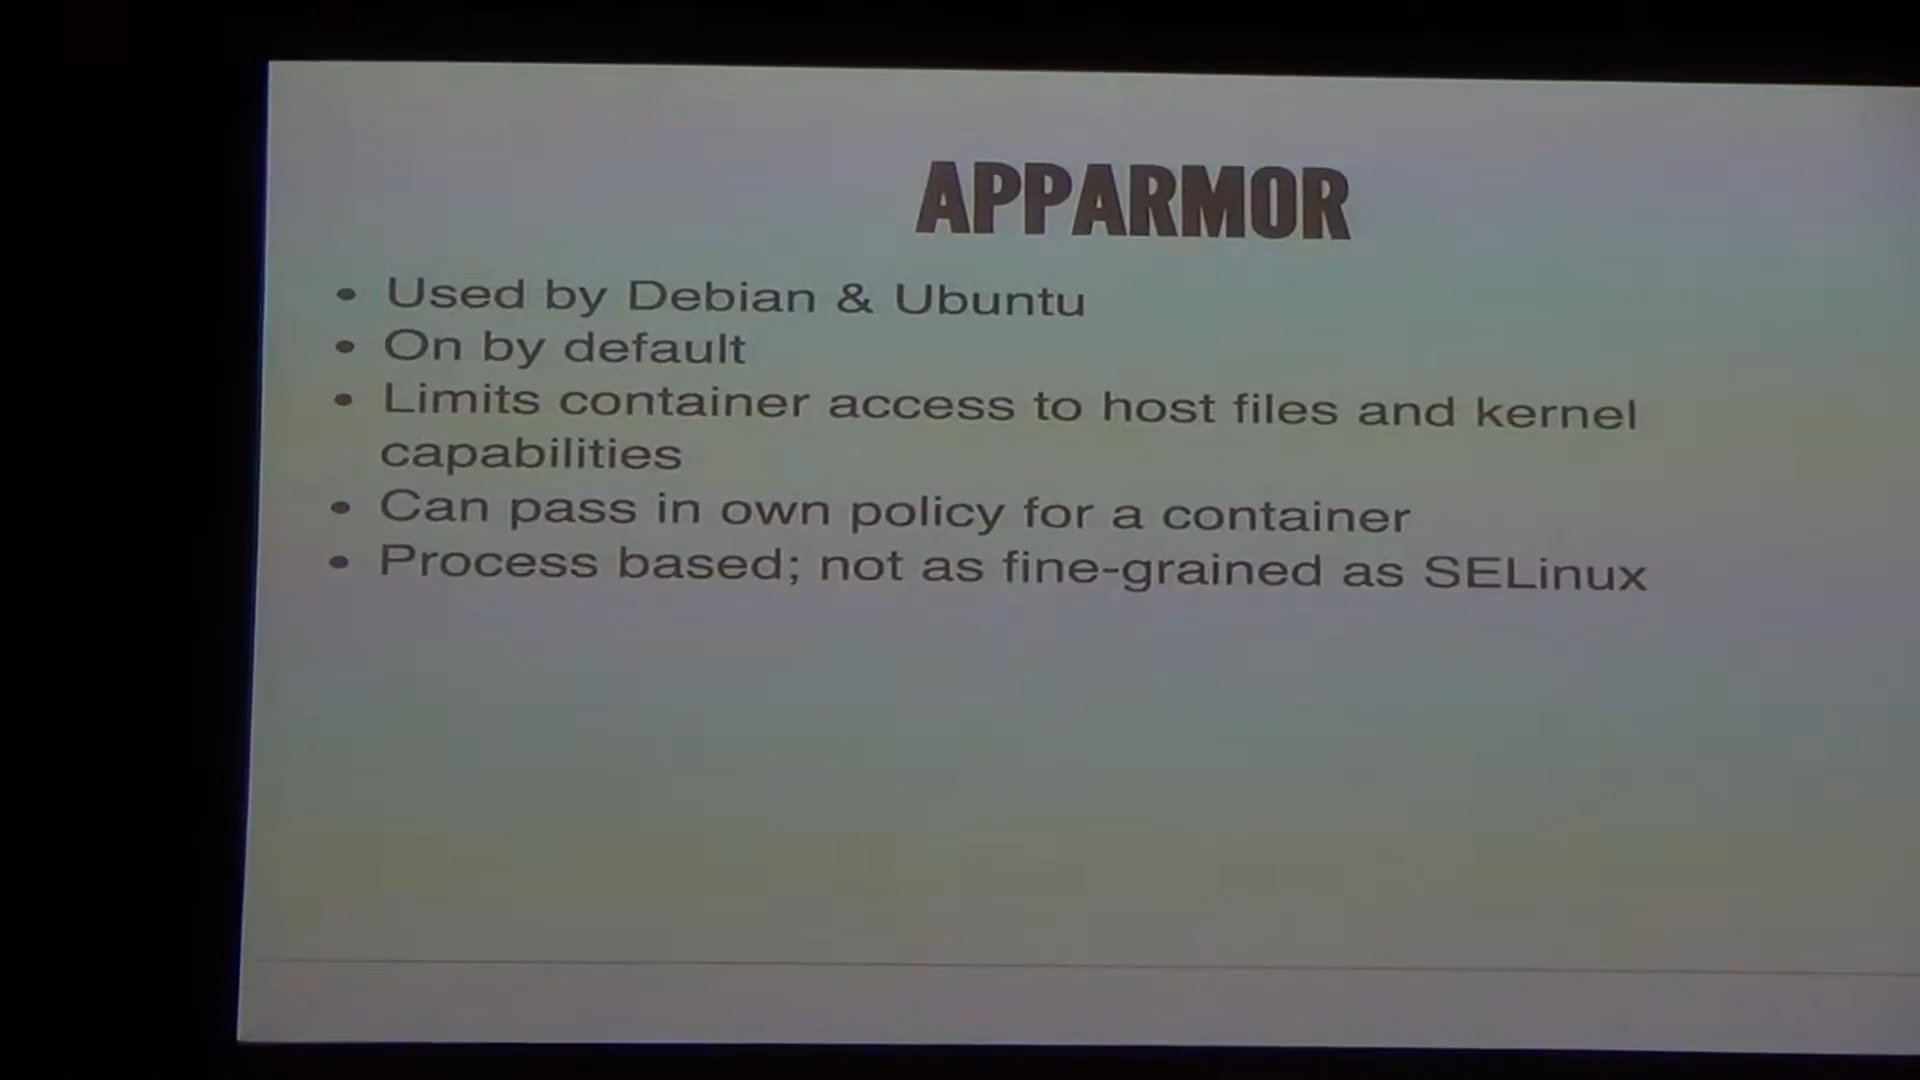 APPARMOR
• Used by Debian & Ubuntu
• On by default
• Limits container access to host files and kernel
capabilities
• Can pass in own policy for a container
• Process based; not as fine-grained as SELinux